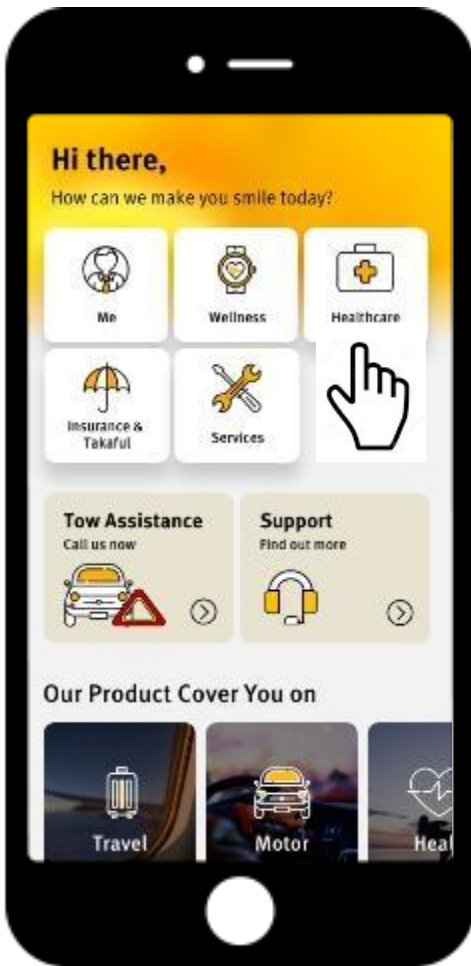 Hi there,
How can we make you smile today?
Me
Wellness
Healthcare
Insurance &
Takaful
Services
Tow Assistance
Call us now
Support
Find out more
Our Product Cover You on
Travel
Motor
Heal